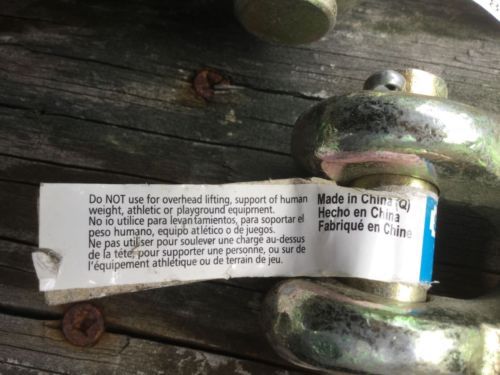 Do NOT use for overhead lifting, support of human
weight, athletic or playground equipment.
No io utilice para levantamientos, para soportar el
peso humano, equipo atlético o de juegos.
Ne pas utiliser pour soulever une charge au-dessus
de la tête, pour supporter une personne, ou sur de
l'équipement athlétique ou de terrain de jeu.
Made in China (Q)
Hecho en China
Fabriqué en Chine